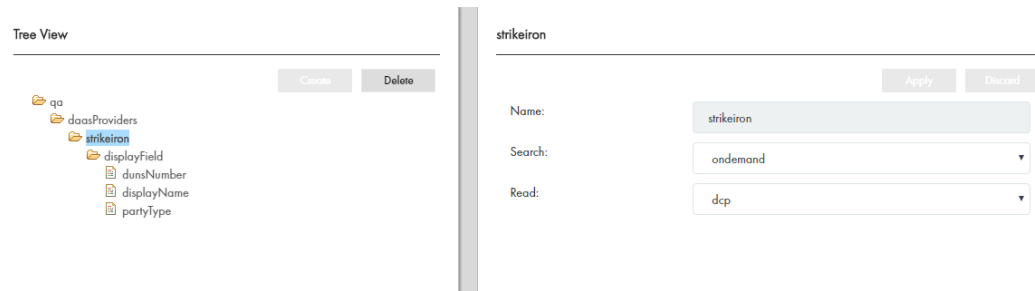 Tree View
Create
Delete
qa
daasProviders
strikeiron
displayField
dunsNumber
displayName
partyType
strikeiron
Apply
Discard
Name:
strikeiron
Search:
ondemand
Read:
dcp